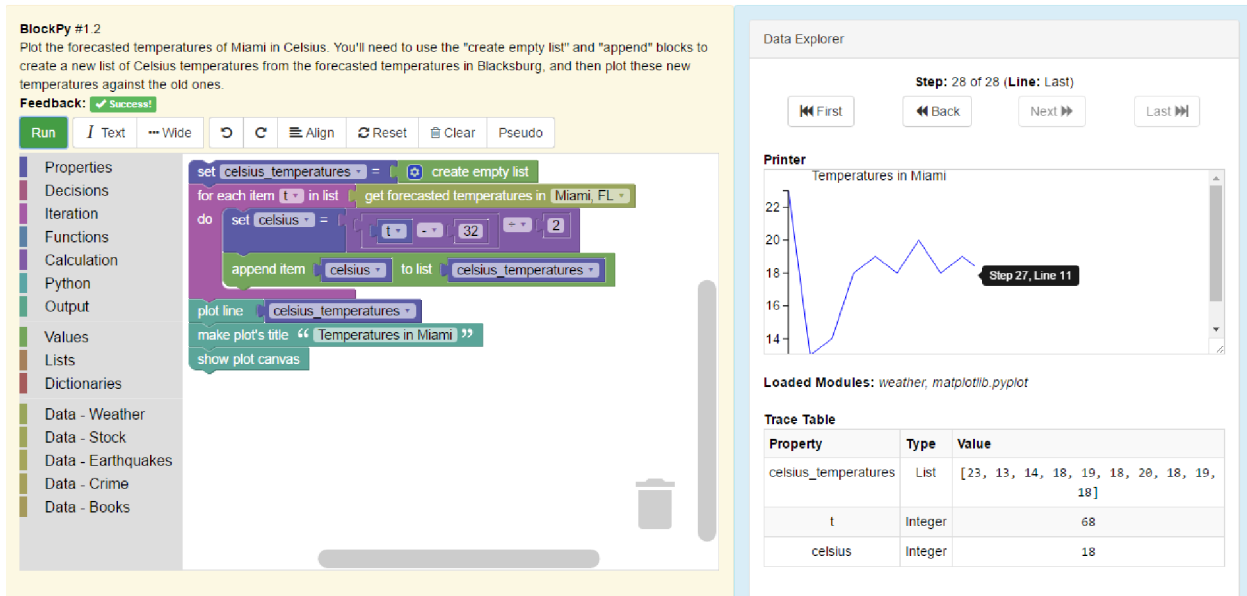 BlockPy #1.2
Plot the forecasted temperatures of Miami in Celsius. You'll need to use the "create empty list" and "append" blocks to
create a new list of Celsius temperatures from the forecasted temperatures in Blacksburg, and then plot these new
temperatures against the old ones.
Feedback: ✔ Success!
Run I Text Wide Align Reset Clear Pseudo
Properties
Decisions
Iteration
Functions
Calculation
Python
Output
Values
Lists
Dictionaries
Data - Weather
Data - Stock
Data - Earthquakes
Data - Crime
Data - Books
set celsius_temperatures = create empty list
for each item t in list get forecasted temperatures in Miami, FL
do set celsius = t - 32 ÷ 2
append item celsius to list celsius_temperatures
plot line celsius_temperatures
make plot's title “ Temperatures in Miami ”
show plot canvas
Data Explorer
Step: 28 of 28 (Line: Last)
First Back Next Last
Printer
Temperatures in Miami
22
20
18
16
14
Step 27, Line 11
Loaded Modules: weather, matplotlib.pyplot
Trace Table
Property Type Value
celsius_temperatures List [23, 13, 14, 18, 19, 18, 20, 18, 19,
18]
t Integer 68
celsius Integer 18